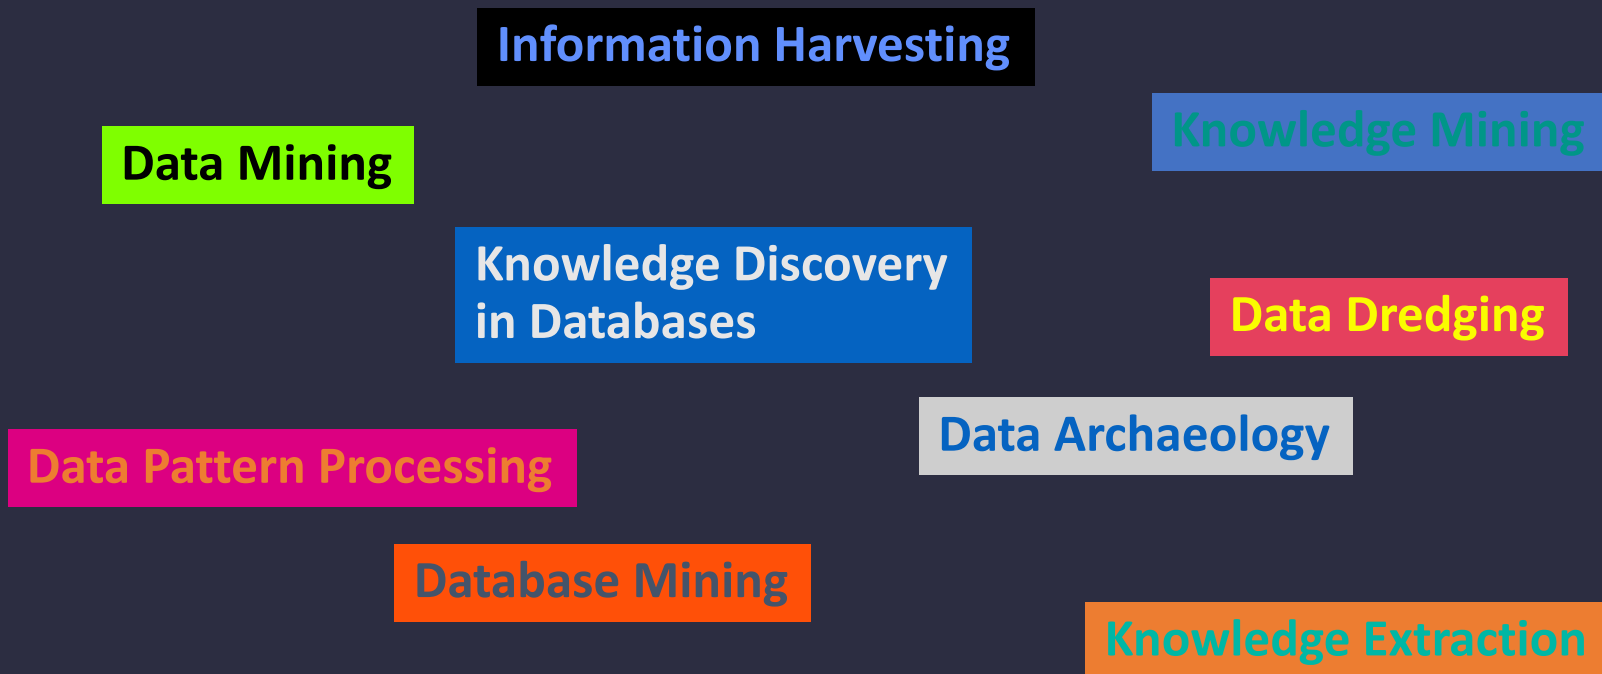 Information Harvesting
Knowledge Mining
Data Mining
Knowledge Discovery
in Databases
Data Dredging
Data Archaeology
Data Pattern Processing
Database Mining
Knowledge Extraction